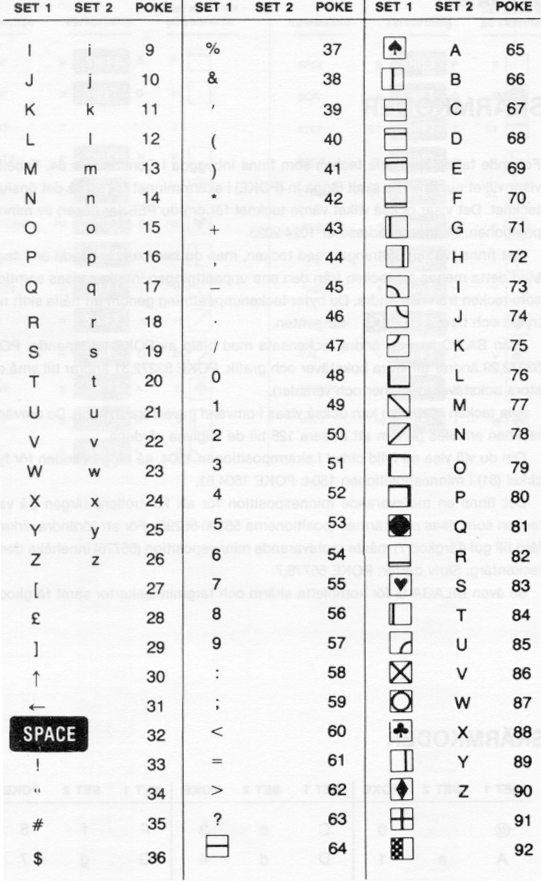 SET 1 SET 2 POKE SET 1 SET 2 POKE SET 1 SET 2 POKE
I i 9 % 37 ♠ A 65
J j 10 & 38 B 66
K k 11 ' 39 C 67
L l 12 ( 40 D 68
M m 13 ) 41 E 69
N n 14 * 42 F 70
O o 15 + 43 G 71
P p 16 , 44 H 72
Q q 17 - 45 I 73
R r 18 . 46 J 74
S s 19 / 47 K 75
T t 20 0 48 L 76
U u 21 1 49 M 77
V v 22 2 50 N 78
W w 23 3 51 O 79
X x 24 4 52 P 80
Y y 25 5 53 Q 81
Z z 26 6 54 R 82
[ 27 7 55 ♥ S 83
£ 28 8 56 T 84
] 29 9 57 U 85
↑ 30 : 58 V 86
← 31 ; 59 W 87
SPACE 32 < 60 ♣ X 88
! 33 = 61 Y 89
" 34 > 62 ♦ Z 90
# 35 ? 63 91
$ 36 64 92